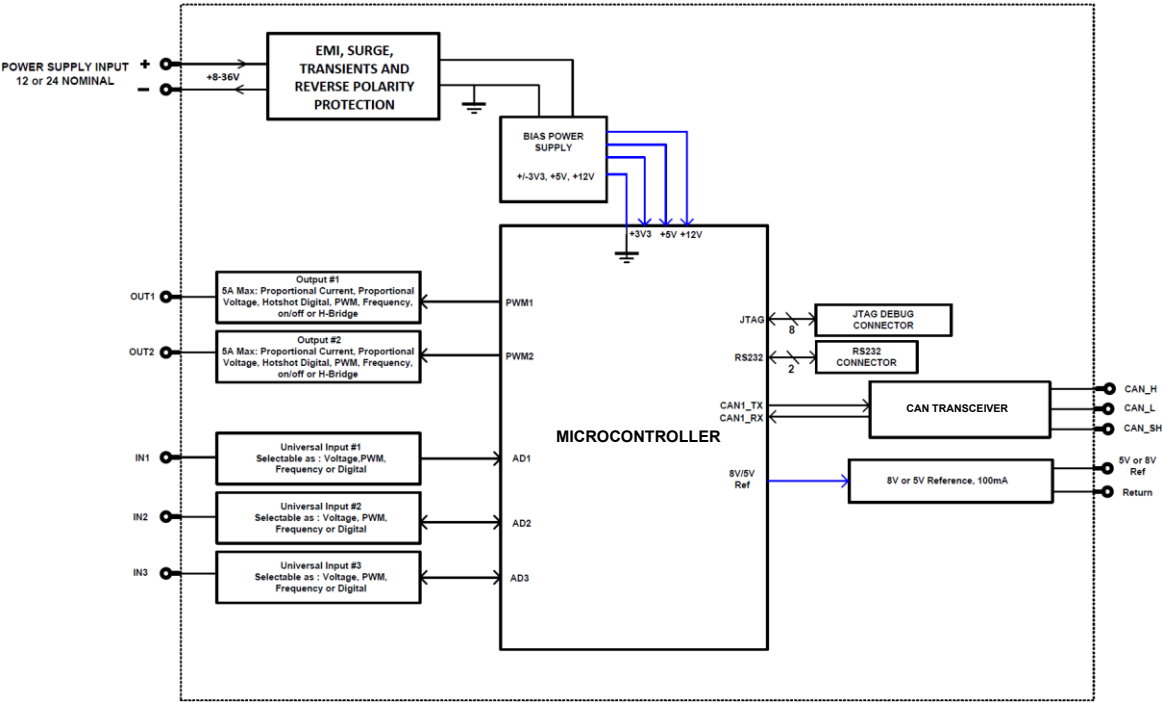 POWER SUPPLY INPUT
12 or 24 NOMINAL
+
−
+8-36V
EMI, SURGE,
TRANSIENTS AND
REVERSE POLARITY
PROTECTION
BIAS POWER
SUPPLY
+/-3V3, +5V, +12V
+3V3 +5V +12V
OUT1
Output #1
5A Max: Proportional Current, Proportional
Voltage, Hotshot Digital, PWM, Frequency,
on/off or H-Bridge
PWM1
OUT2
Output #2
5A Max: Proportional Current, Proportional
Voltage, Hotshot Digital, PWM, Frequency,
on/off or H-Bridge
PWM2
IN1
Universal Input #1
Selectable as : Voltage,PWM,
Frequency or Digital
AD1
IN2
Universal Input #2
Selectable as : Voltage, PWM,
Frequency or Digital
AD2
IN3
Universal Input #3
Selectable as : Voltage, PWM,
Frequency or Digital
AD3
MICROCONTROLLER
JTAG
8
JTAG DEBUG
CONNECTOR
RS232
2
RS232
CONNECTOR
CAN1_TX
CAN1_RX
CAN TRANSCEIVER
CAN_H
CAN_L
CAN_SH
8V/5V
Ref
8V or 5V Reference, 100mA
5V or 8V
Ref
Return